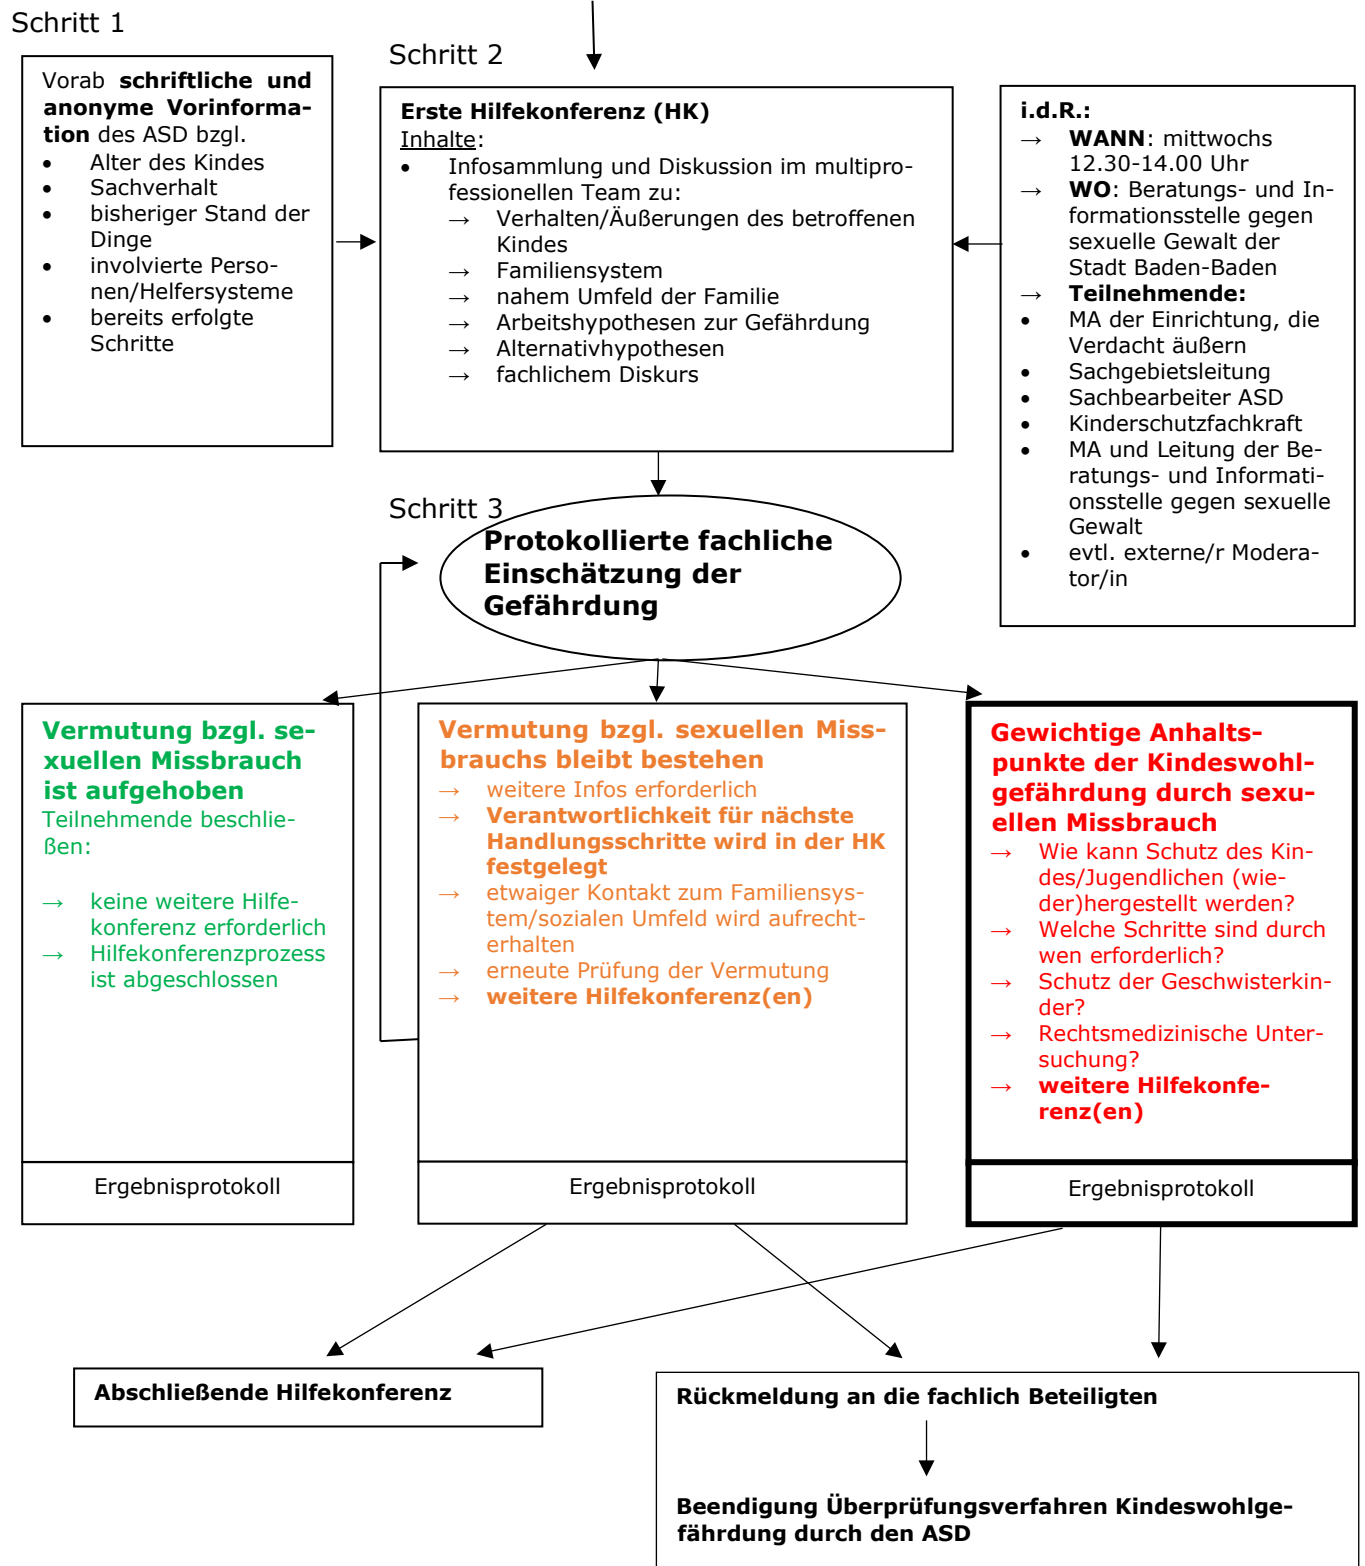 Schritt 1
Vorab schriftliche und
anonyme Vorinforma-
tion des ASD bzgl.
• Alter des Kindes
• Sachverhalt
• bisheriger Stand der
Dinge
• involvierte Perso-
nen/Helfersysteme
• bereits erfolgte
Schritte
Schritt 2
Erste Hilfekonferenz (HK)
Inhalte:
• Infosammlung und Diskussion im multipro-
fessionellen Team zu:
→ Verhalten/Äußerungen des betroffenen
Kindes
→ Familiensystem
→ nahem Umfeld der Familie
→ Arbeitshypothesen zur Gefährdung
→ Alternativhypothesen
→ fachlichem Diskurs
i.d.R.:
→ WANN: mittwochs
12.30-14.00 Uhr
→ WO: Beratungs- und In-
formationsstelle gegen
sexuelle Gewalt der
Stadt Baden-Baden
→ Teilnehmende:
• MA der Einrichtung, die
Verdacht äußern
• Sachgebietsleitung
• Sachbearbeiter ASD
• Kinderschutzfachkraft
• MA und Leitung der Be-
ratungs- und Informati-
onsstelle gegen sexuelle
Gewalt
• evtl. externe/r Modera-
tor/in
Schritt 3
Protokollierte fachliche
Einschätzung der
Gefährdung
Vermutung bzgl. se-
xuellen Missbrauch
ist aufgehoben
Teilnehmende beschlie-
ßen:
→ keine weitere Hilfe-
konferenz erforderlich
→ Hilfekonferenzprozess
ist abgeschlossen
Ergebnisprotokoll
Vermutung bzgl. sexuellen Miss-
brauchs bleibt bestehen
→ weitere Infos erforderlich
→ Verantwortlichkeit für nächste
Handlungsschritte wird in der HK
festgelegt
→ etwaiger Kontakt zum Familiensys-
tem/sozialen Umfeld wird aufrecht-
erhalten
→ erneute Prüfung der Vermutung
→ weitere Hilfekonferenz(en)
Ergebnisprotokoll
Gewichtige Anhalts-
punkte der Kindeswohl-
gefährdung durch sexu-
ellen Missbrauch
→ Wie kann Schutz des Kin-
des/Jugendlichen (wie-
der)hergestellt werden?
→ Welche Schritte sind durch
wen erforderlich?
→ Schutz der Geschwisterkin-
der?
→ Rechtsmedizinische Unter-
suchung?
→ weitere Hilfekonfe-
renz(en)
Ergebnisprotokoll
Abschließende Hilfekonferenz
Rückmeldung an die fachlich Beteiligten
Beendigung Überprüfungsverfahren Kindeswohlge-
fährdung durch den ASD